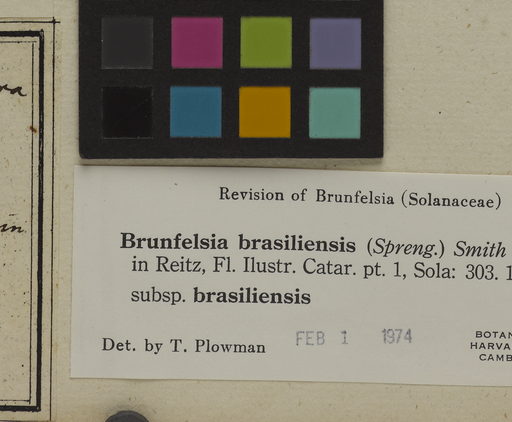 Revision of Brunfelsia (Solanaceae)
Brunfelsia brasiliensis (Spreng.) Smith
in Reitz, Fl. Ilustr. Catar. pt. 1, Sola: 303. 1
subsp. brasiliensis
Det. by T. Plowman FEB 1 1974
BOTAN
HARVA
CAMB